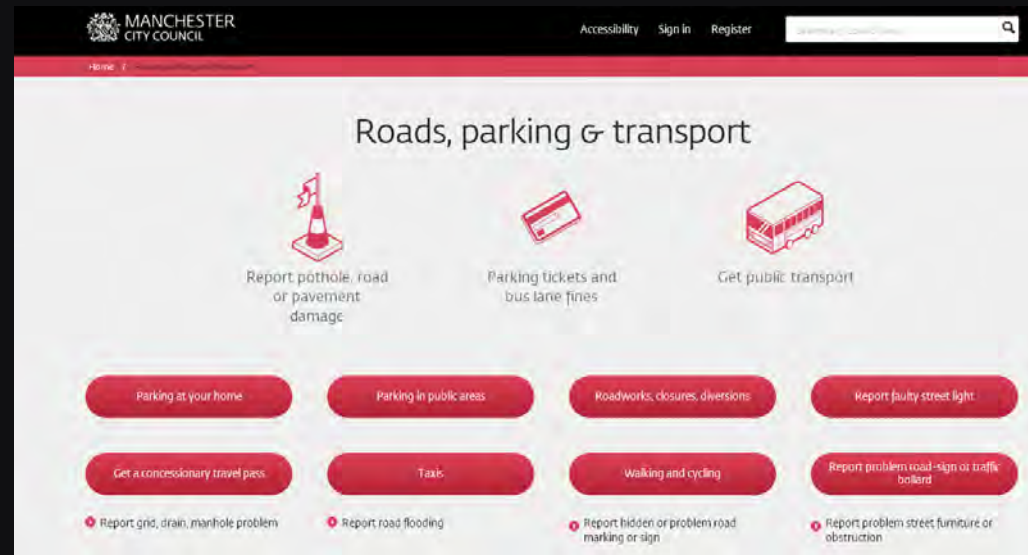 MANCHESTER
CITY COUNCIL
Accessibility Sign in Register
Home /
Roads, parking & transport
Report pothole, road
or pavement
damage
Parking tickets and
bus lane fines
Get public transport
Parking at your home
Parking in public areas
Roadworks, closures, diversions
Report faulty street light
Get a concessionary travel pass
Taxis
Walking and cycling
Report problem road-sign or traffic
bollard
Report grid, drain, manhole problem
Report road flooding
Report hidden or problem road
marking or sign
Report problem street furniture or
obstruction